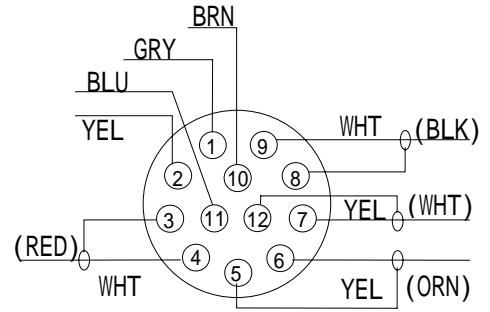 BRN
GRY
BLU
YEL
1
9
WHT (BLK)
2
10
8
3
11
12
7
YEL (WHT)
(RED)
4
5
6
WHT
YEL (ORN)